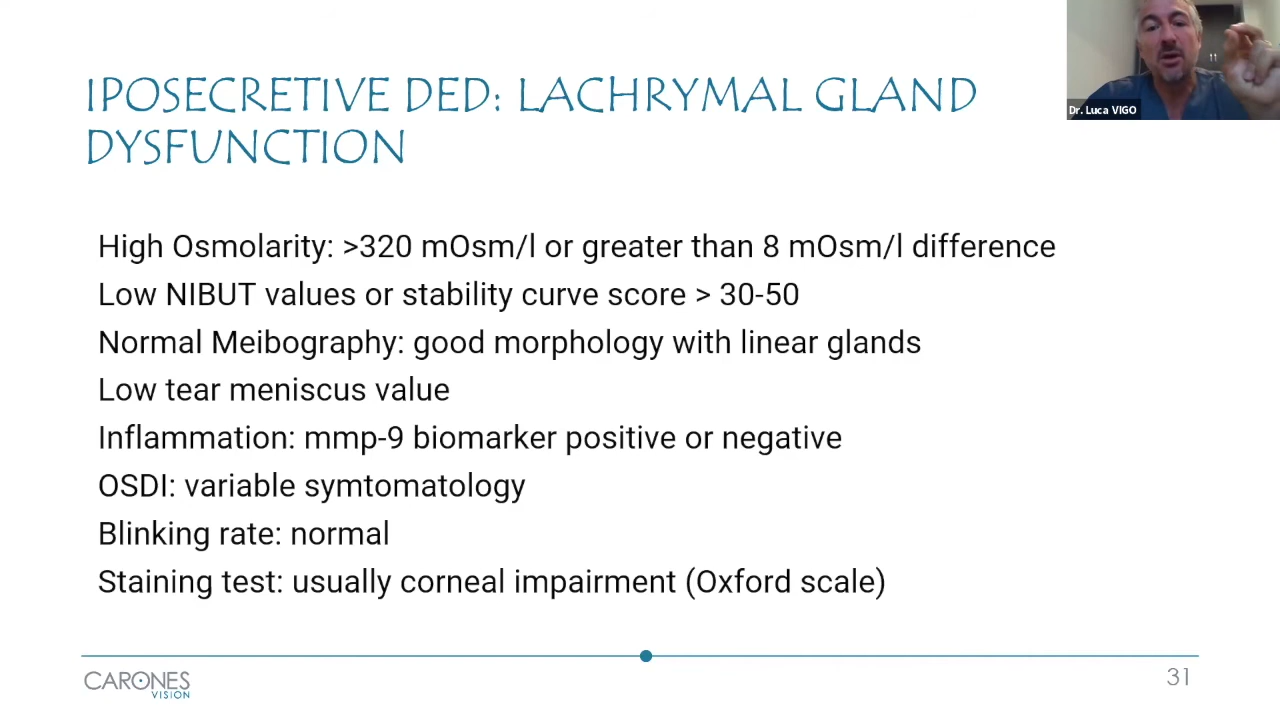 IPOSECRETIVE DED: LACHRYMAL GLAND
DYSFUNCTION
Dr. Luca VIGO
High Osmolarity: >320 mOsm/l or greater than 8 mOsm/l difference
Low NIBUT values or stability curve score > 30-50
Normal Meibography: good morphology with linear glands
Low tear meniscus value
Inflammation: mmp-9 biomarker positive or negative
OSDI: variable symtomatology
Blinking rate: normal
Staining test: usually corneal impairment (Oxford scale)
CARONES
VISION
31